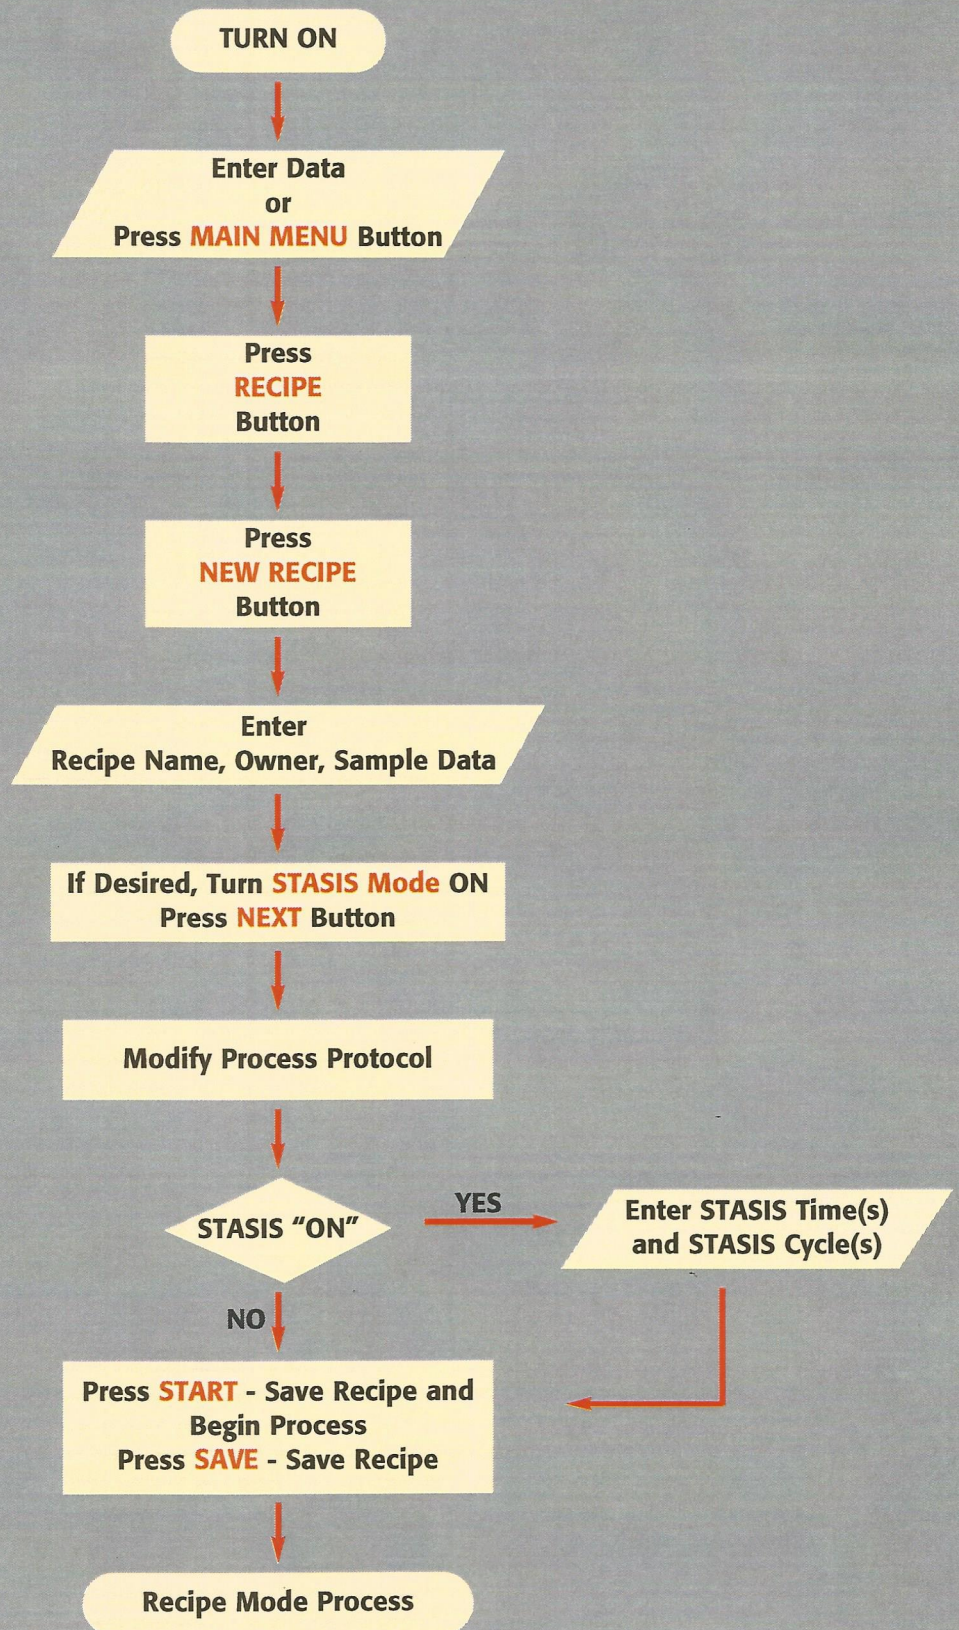 TURN ON
Enter Data
or
Press MAIN MENU Button
Press
RECIPE
Button
Press
NEW RECIPE
Button
Enter
Recipe Name, Owner, Sample Data
If Desired, Turn STASIS Mode ON
Press NEXT Button
Modify Process Protocol
STASIS “ON”
YES
Enter STASIS Time(s)
and STASIS Cycle(s)
NO
Press START - Save Recipe and
Begin Process
Press SAVE - Save Recipe
Recipe Mode Process